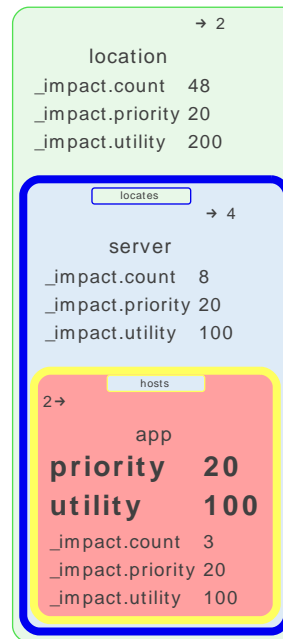 → 2
location
_impact.count 48
_impact.priority 20
_impact.utility 200
locates
→ 4
server
_impact.count 8
_impact.priority 20
_impact.utility 100
hosts
2→
app
priority 20
utility 100
_impact.count 3
_impact.priority 20
_impact.utility 100